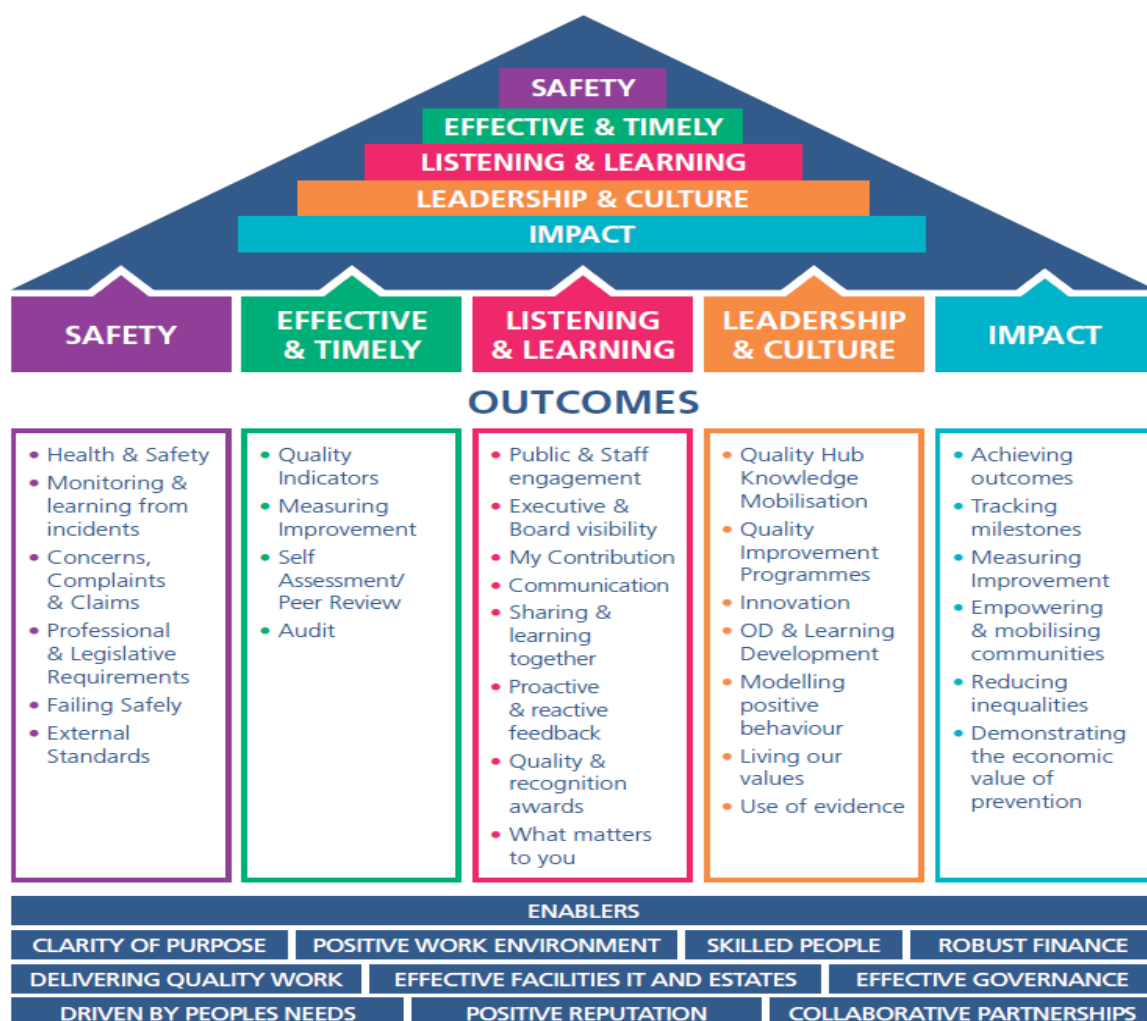 SAFETY
EFFECTIVE & TIMELY
LISTENING & LEARNING
LEADERSHIP & CULTURE
IMPACT
SAFETY
EFFECTIVE
& TIMELY
LISTENING
& LEARNING
LEADERSHIP
& CULTURE
IMPACT
OUTCOMES
• Health & Safety
• Monitoring &
learning from
incidents
• Concerns,
Complaints
& Claims
• Professional
& Legislative
Requirements
• Failing Safely
• External
Standards
• Quality
Indicators
• Measuring
Improvement
• Self
Assessment/
Peer Review
• Audit
• Public & Staff
engagement
• Executive &
Board visibility
• My Contribution
• Communication
• Sharing &
learning
together
• Proactive
& reactive
feedback
• Quality &
recognition
awards
• What matters
to you
• Quality Hub
Knowledge
Mobilisation
• Quality
Improvement
Programmes
• Innovation
• OD & Learning
Development
• Modelling
positive
behaviour
• Living our
values
• Use of evidence
• Achieving
outcomes
• Tracking
milestones
• Measuring
Improvement
• Empowering
& mobilising
communities
• Reducing
inequalities
• Demonstrating
the economic
value of
prevention
ENABLERS
CLARITY OF PURPOSE
POSITIVE WORK ENVIRONMENT
SKILLED PEOPLE
ROBUST FINANCE
DELIVERING QUALITY WORK
EFFECTIVE FACILITIES IT AND ESTATES
EFFECTIVE GOVERNANCE
DRIVEN BY PEOPLES NEEDS
POSITIVE REPUTATION
COLLABORATIVE PARTNERSHIPS